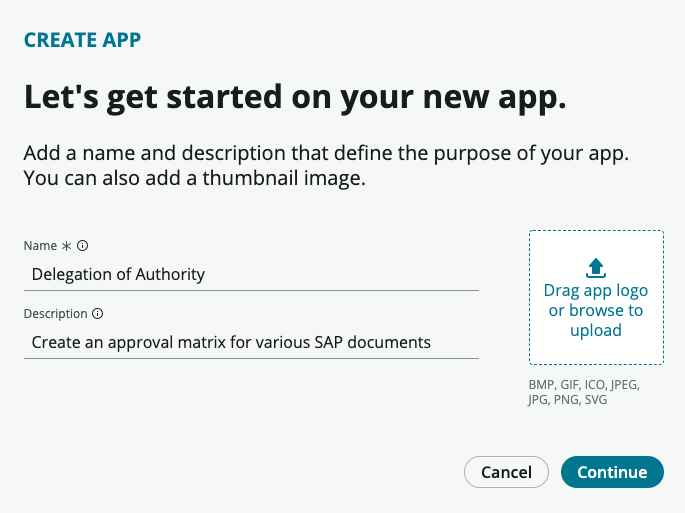 CREATE APP
Let's get started on your new app.
Add a name and description that define the purpose of your app.
You can also add a thumbnail image.
Name
Delegation of Authority
Description
Create an approval matrix for various SAP documents
Drag app logo
or browse to
upload
BMP, GIF, ICO, JPEG,
JPG, PNG, SVG
Cancel
Continue